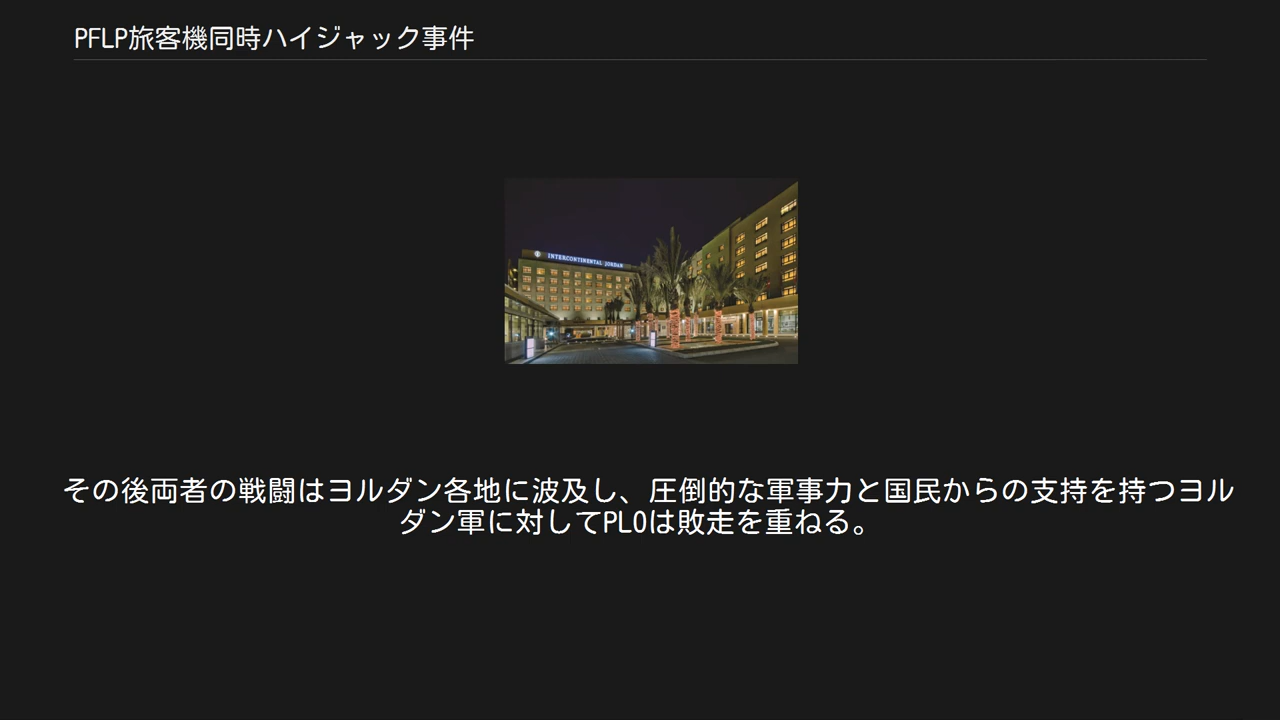 PFLP旅客機同時ハイジャック事件
INTERCONTINENTAL JORDAN
その後両者の戦闘はヨルダン各地に波及し、圧倒的な軍事力と国民からの支持を持つヨル
ダン軍に対してPLOは敗走を重ねる。